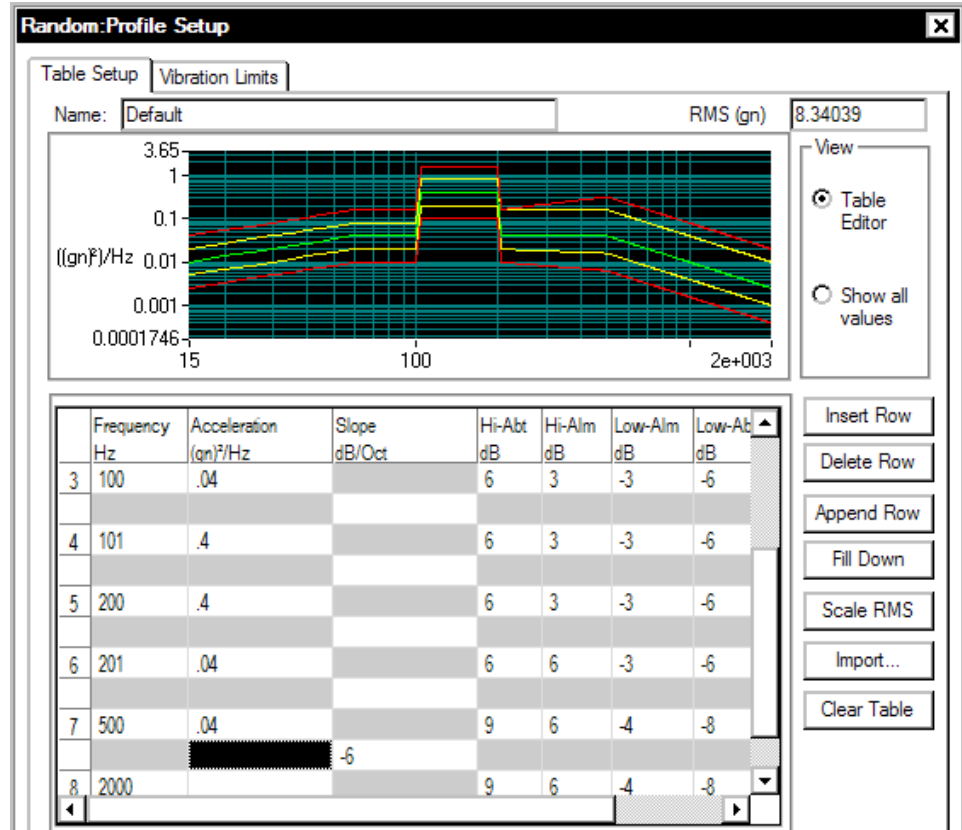 Random:Profile Setup
Table Setup Vibration Limits
Name: Default RMS (gn) 8.34039
3.65
1
0.1
((gn)²)/Hz 0.01
0.001
0.0001746
15 100 2e+003
View
Table Editor
Show all values
Frequency Acceleration Slope Hi-Abt Hi-Alm Low-Alm Low-Ab
Hz (gn)²/Hz dB/Oct dB dB dB dB
3 100 .04 6 3 -3 -6
4 101 .4 6 3 -3 -6
5 200 .4 6 3 -3 -6
6 201 .04 6 6 -3 -6
7 500 .04 9 6 -4 -8
-6
8 2000 9 6 -4 -8
Insert Row
Delete Row
Append Row
Fill Down
Scale RMS
Import...
Clear Table